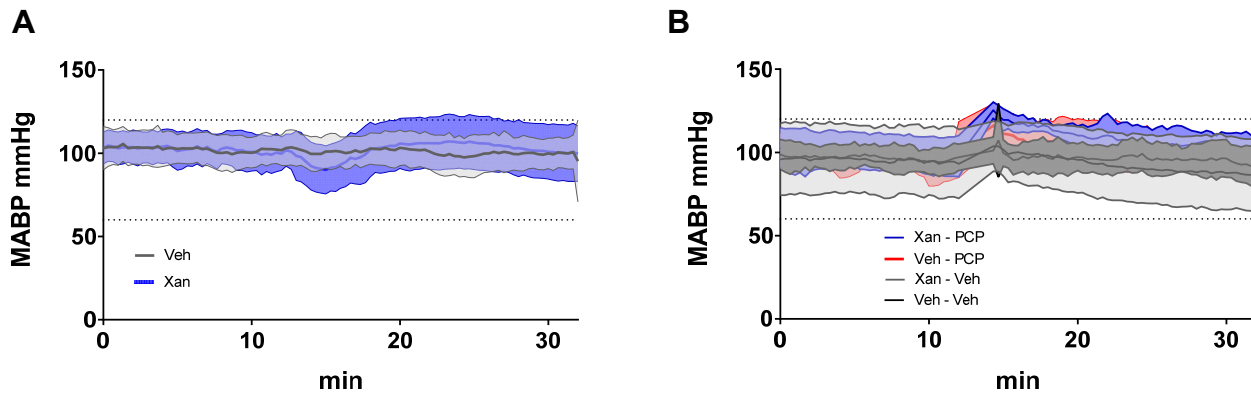 A
MABP mmHg
150
100
50
0
Veh
Xan
0
10
20
30
min
B
MABP mmHg
150
100
50
0
Xan - PCP
Veh - PCP
Xan - Veh
Veh - Veh
0
10
20
30
min